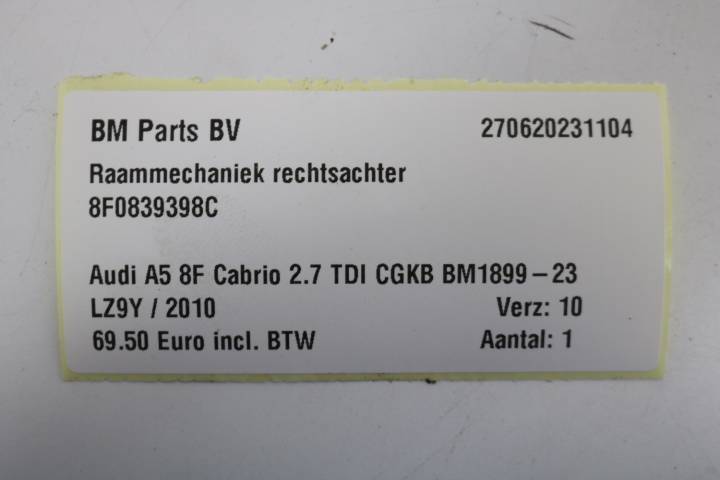 BM Parts BV 270620231104
Raammechaniek rechtsachter
8F0839398C
Audi A5 8F Cabrio 2.7 TDI CGKB BM1899-23
LZ9Y / 2010 Verz: 10
69.50 Euro incl. BTW Aantal: 1